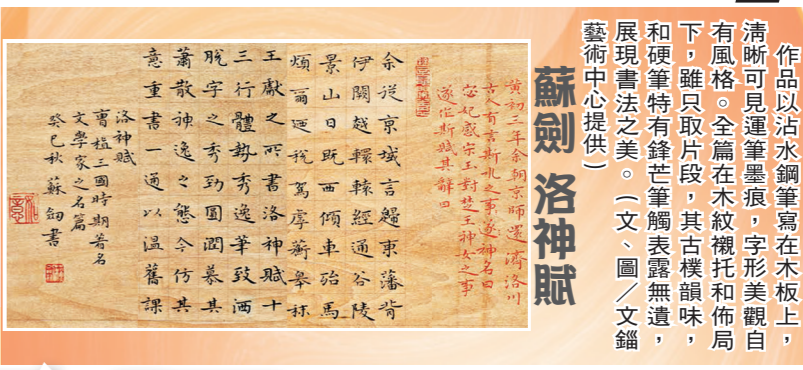 作品以沾水鋼筆寫在木板上，
清晰可見運筆墨痕，字形美觀自
有風格。全篇在木紋襯托和佈局
下，雖只取片段，其古樸韻味，
和硬筆特有鋒芒筆觸表露無遺，
展現書法之美。（文、圖／文錙
藝術中心提供）
蘇劍 洛神賦
黃初三年余朝京師還濟洛川
古人有言斯水之神名曰
宓妃感宋玉對楚王神女之事
遂作斯賦其辭曰
余從京域言歸東藩背
伊闕越轘轅經通谷陵
景山日既西傾車殆馬
煩爾迺稅駕乎蘅皋秣
王獻之所書洛神賦十
三行體勢秀逸筆致洒
脫字之秀勁圓潤慕其
蕭散神逸之態今仿其
意重書一通以溫舊課
洛神賦
曹植三國時期著名
文學家之名篇
癸巳秋蘇釖書